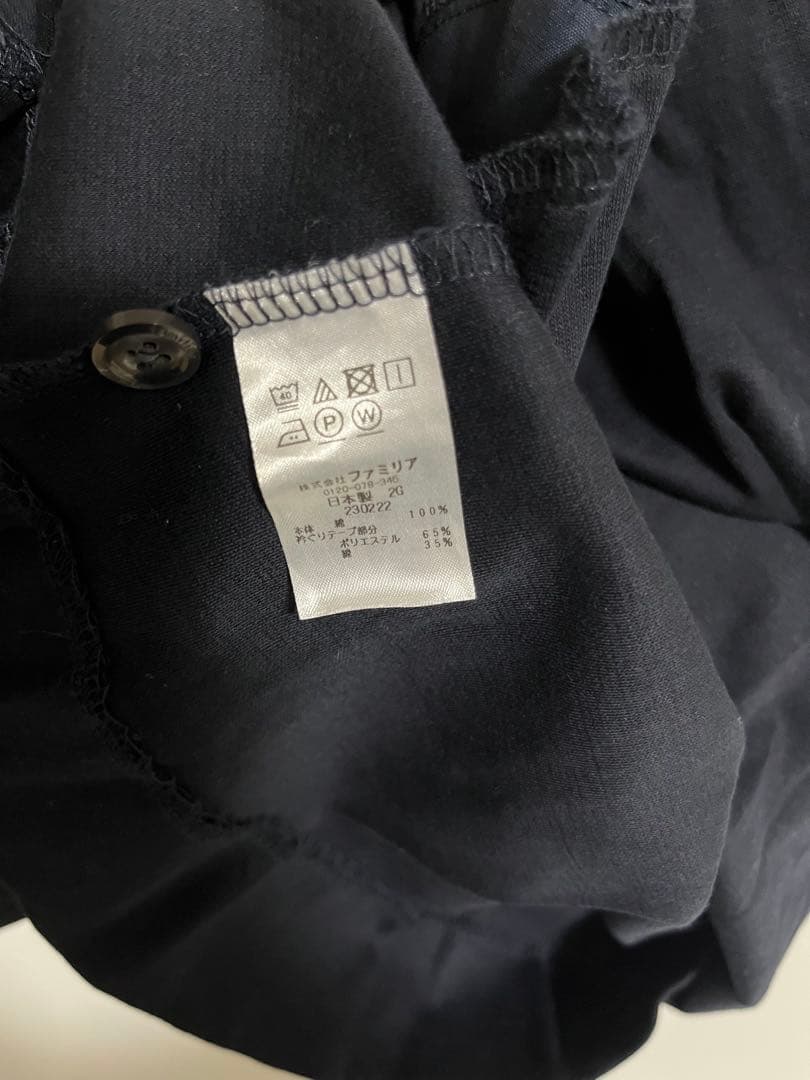 40
P W
株式会社 ファミリア
0120-078-345
日本製 2G
230222
本体 綿 100%
衿ぐりテープ部分
ポリエステル 65%
綿 35%